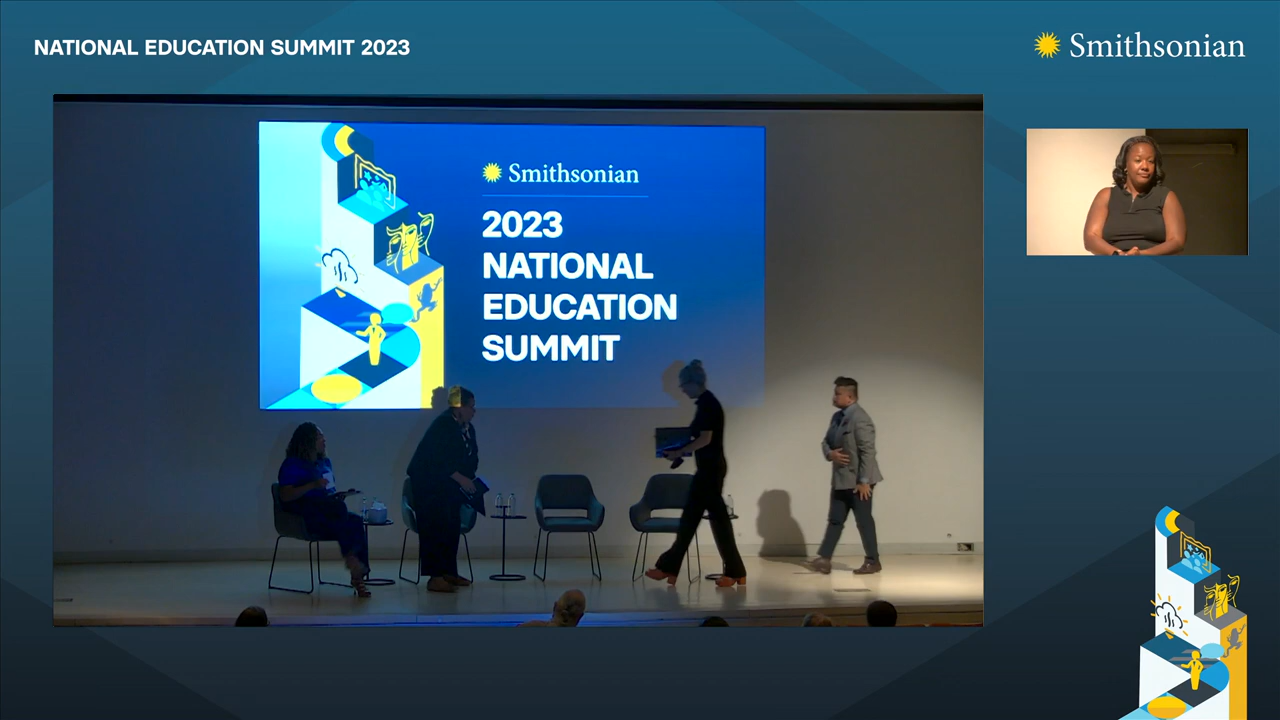 NATIONAL EDUCATION SUMMIT 2023
Smithsonian
Smithsonian
2023
NATIONAL
EDUCATION
SUMMIT